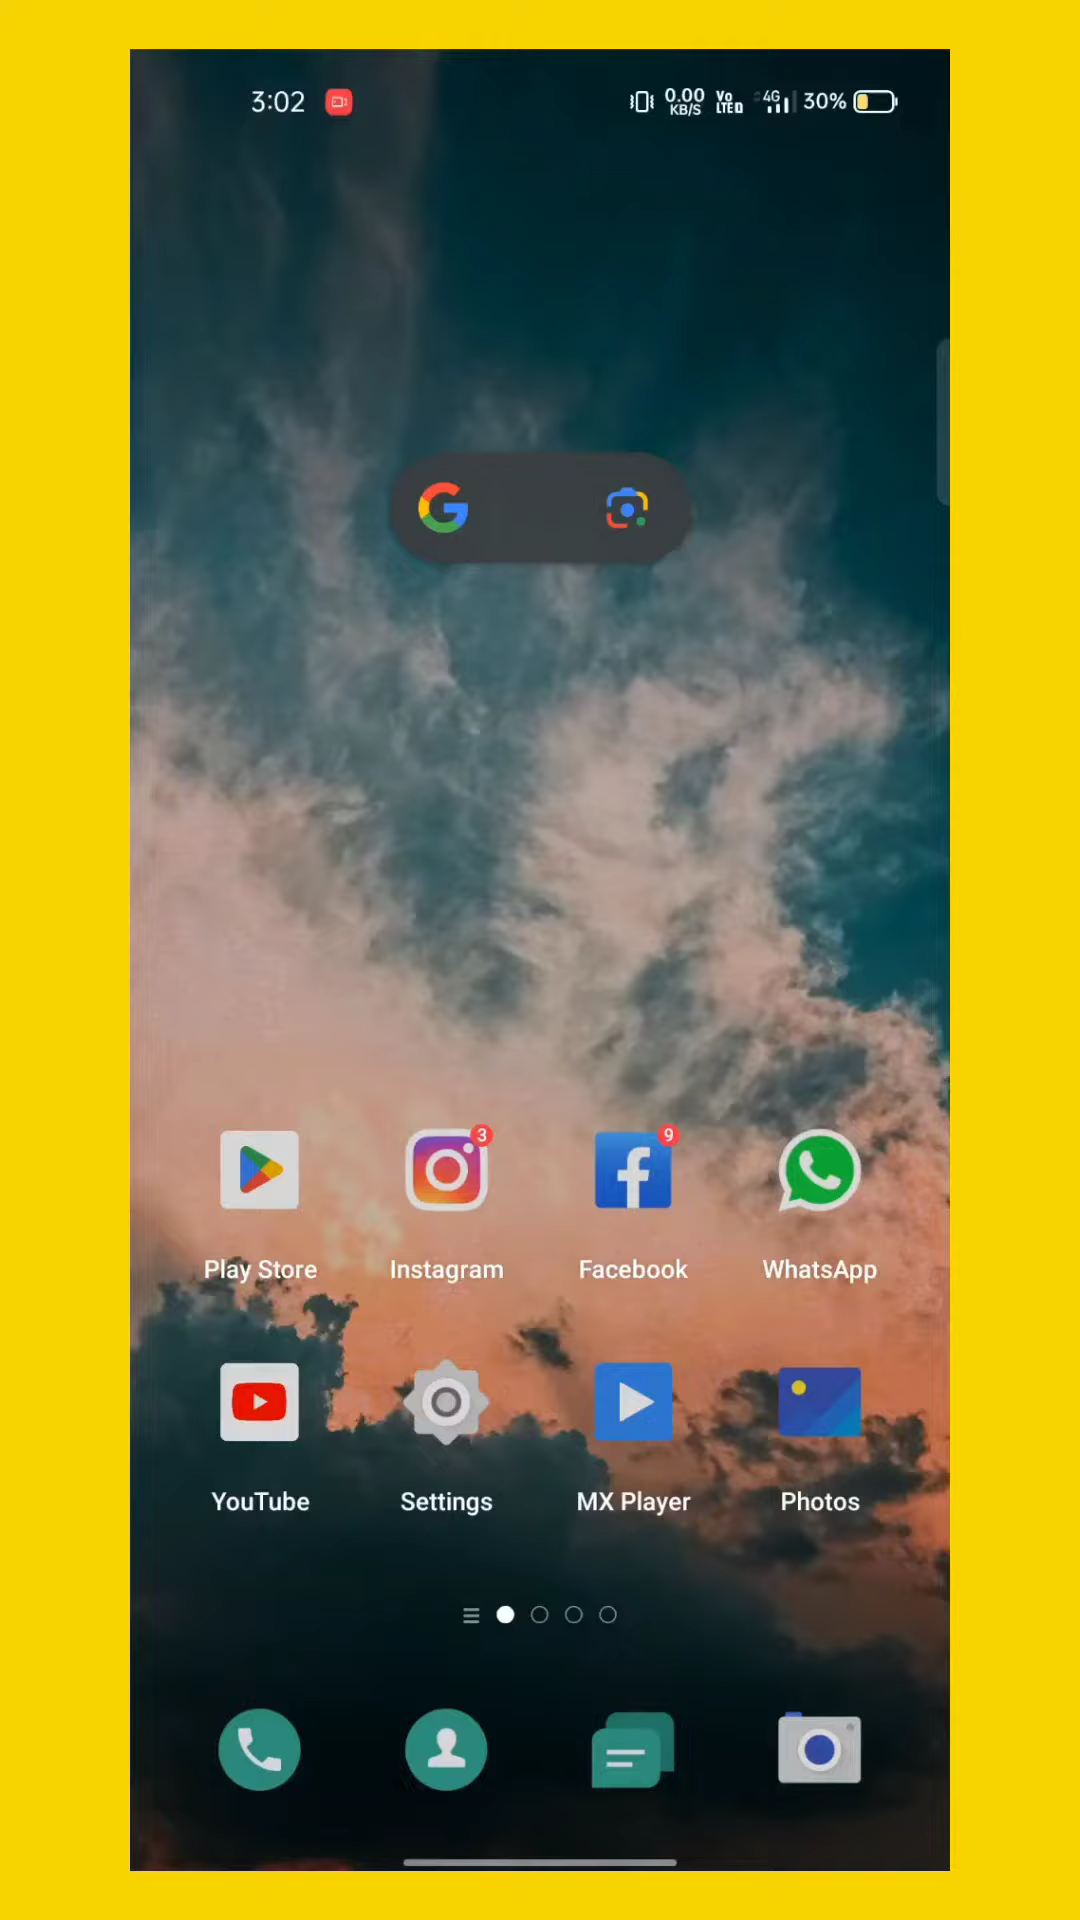 3:02 0.00 KB/S Vo LTE 4G 30%
3 9
Play Store Instagram Facebook WhatsApp
YouTube Settings MX Player Photos